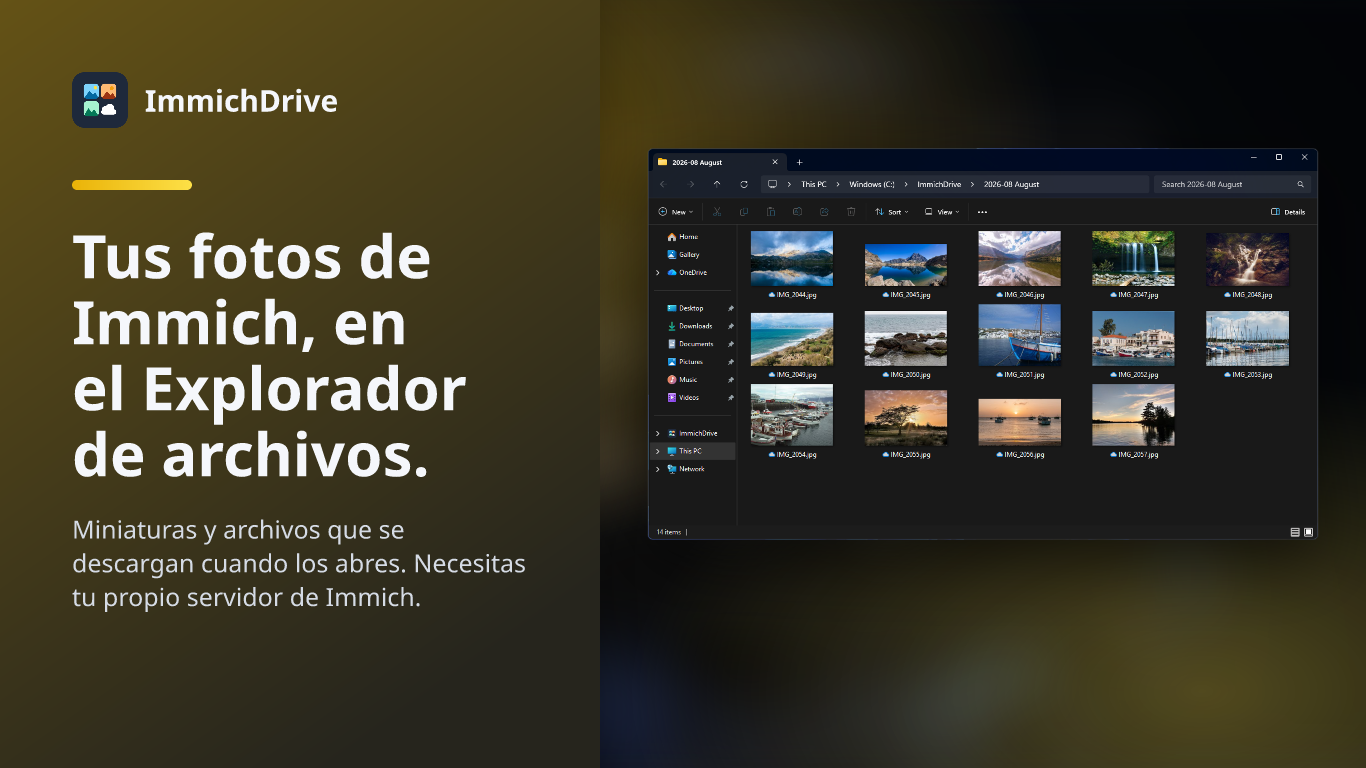 ImmichDrive
Tus fotos de
Immich, en
el Explorador
de archivos.
Miniaturas y archivos que se
descargan cuando los abres. Necesitas
tu propio servidor de Immich.
2026-08 August
This PC > Windows (C:) > ImmichDrive > 2026-08 August
Search 2026-08 August
New
Sort
View
Details
Home
Gallery
OneDrive
Desktop
Downloads
Documents
Pictures
Music
Videos
ImmichDrive
This PC
Network
IMG_2044.jpg
IMG_2045.jpg
IMG_2046.jpg
IMG_2047.jpg
IMG_2048.jpg
IMG_2049.jpg
IMG_2050.jpg
IMG_2051.jpg
IMG_2052.jpg
IMG_2053.jpg
IMG_2054.jpg
IMG_2055.jpg
IMG_2056.jpg
IMG_2057.jpg
14 items